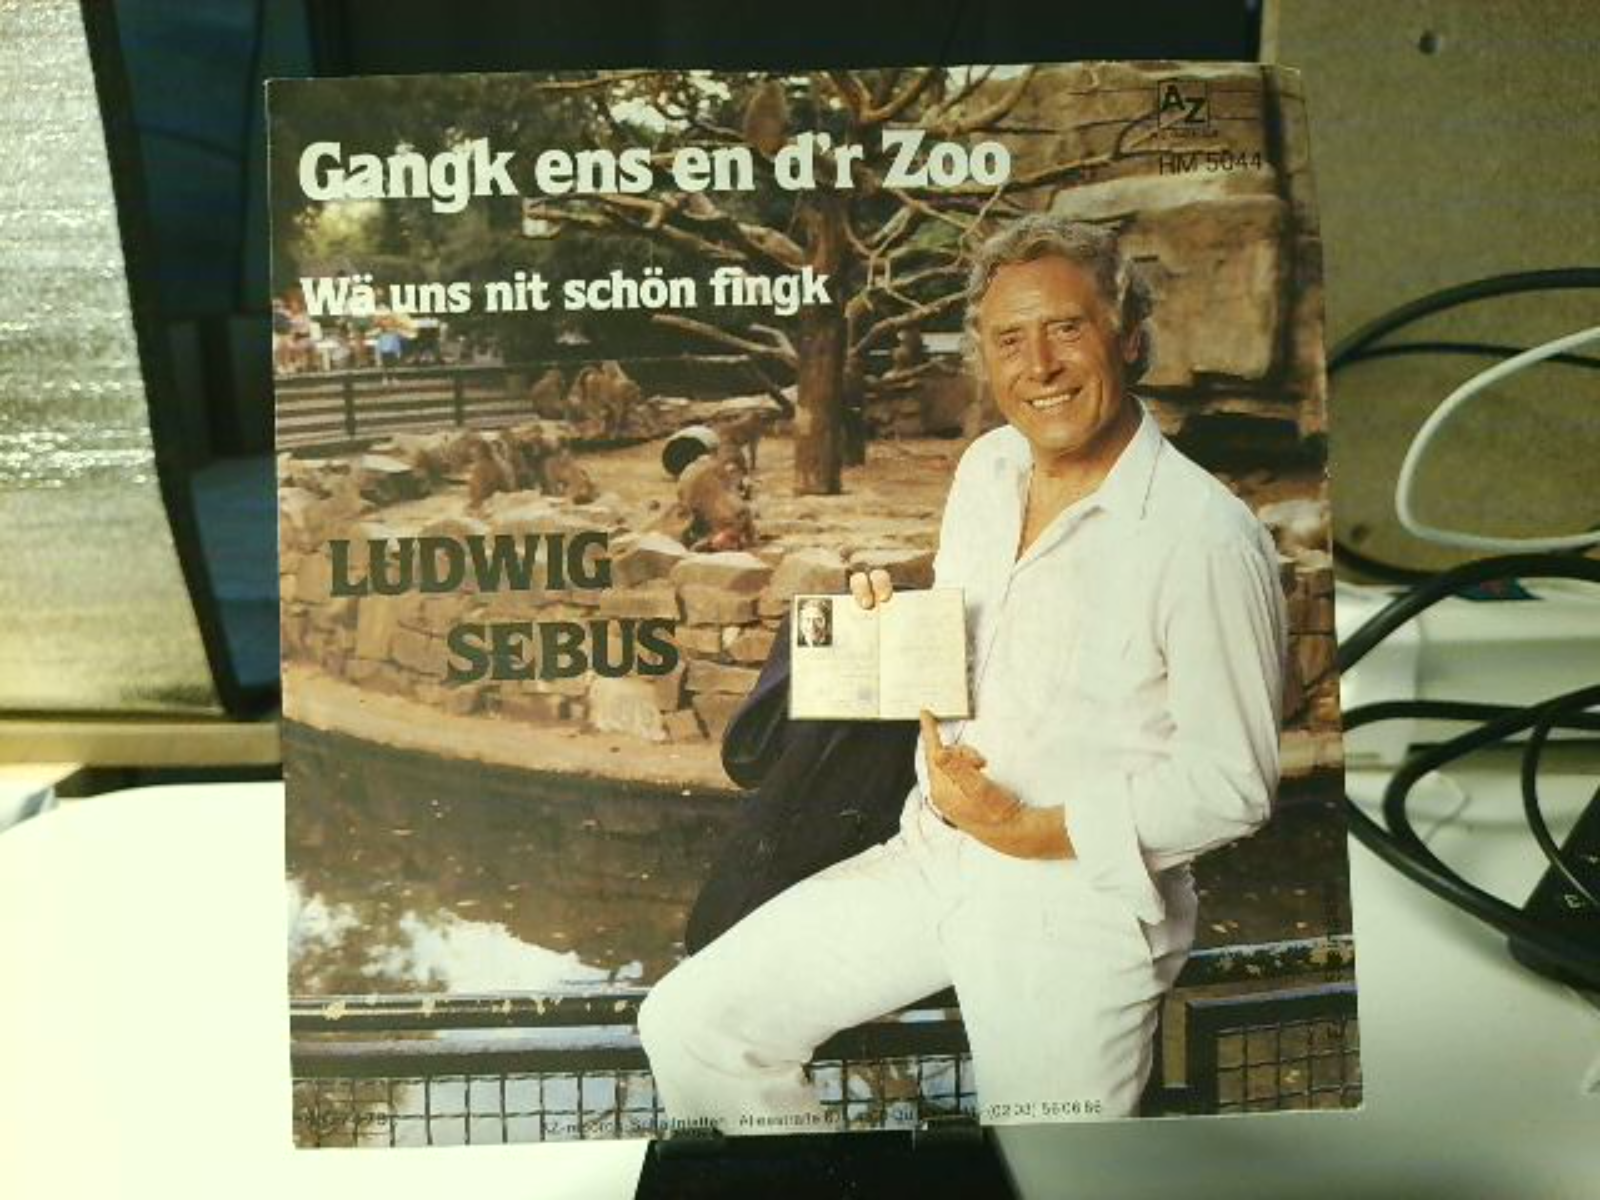 AZ
HM 5044
Gangk ens en d'r Zoo
Wä uns nit schön fingk
LUDWIG
SEBUS